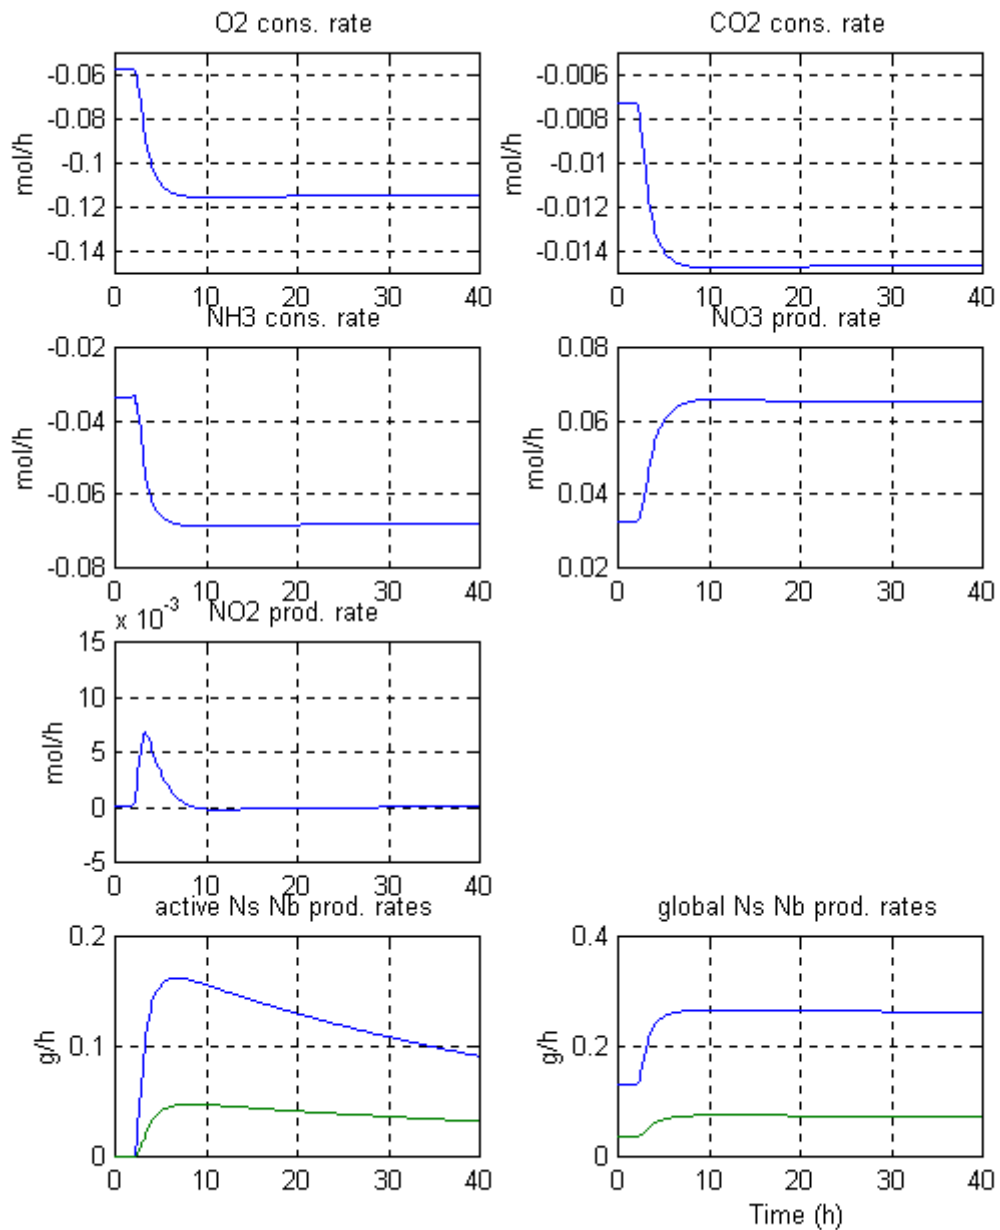 O2 cons. rate
-0.06
-0.08
-0.1
-0.12
-0.14
mol/h
0 10 20 30 40
CO2 cons. rate
-0.006
-0.008
-0.01
-0.012
-0.014
mol/h
0 10 20 30 40
NH3 cons. rate
-0.02
-0.04
-0.06
-0.08
mol/h
0 10 20 30 40
NO3 prod. rate
0.08
0.06
0.04
0.02
mol/h
0 10 20 30 40
x 10^-3
NO2 prod. rate
15
10
5
0
-5
mol/h
0 10 20 30 40
active Ns Nb prod. rates
0.2
0.1
0
g/h
0 10 20 30 40
global Ns Nb prod. rates
0.4
0.2
0
g/h
0 10 20 30 40
Time (h)